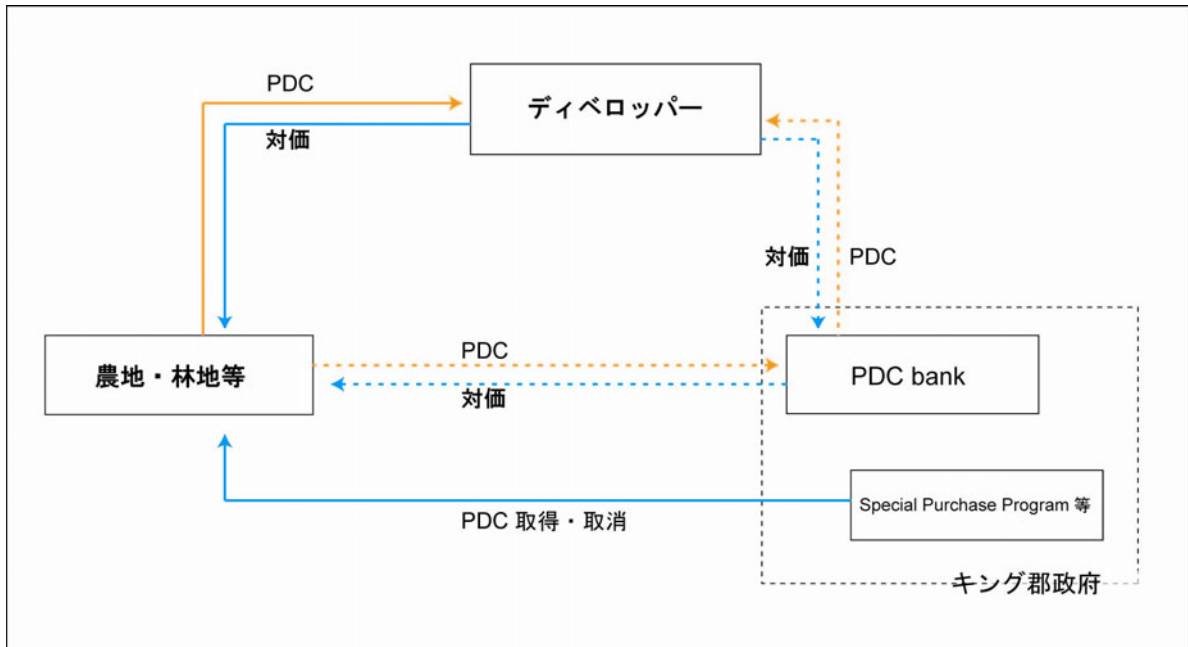 PDC
ディベロッパー
対価
対価
PDC
農地・林地等
PDC
対価
PDC bank
Special Purchase Program 等
PDC 取得・取消
キング郡政府